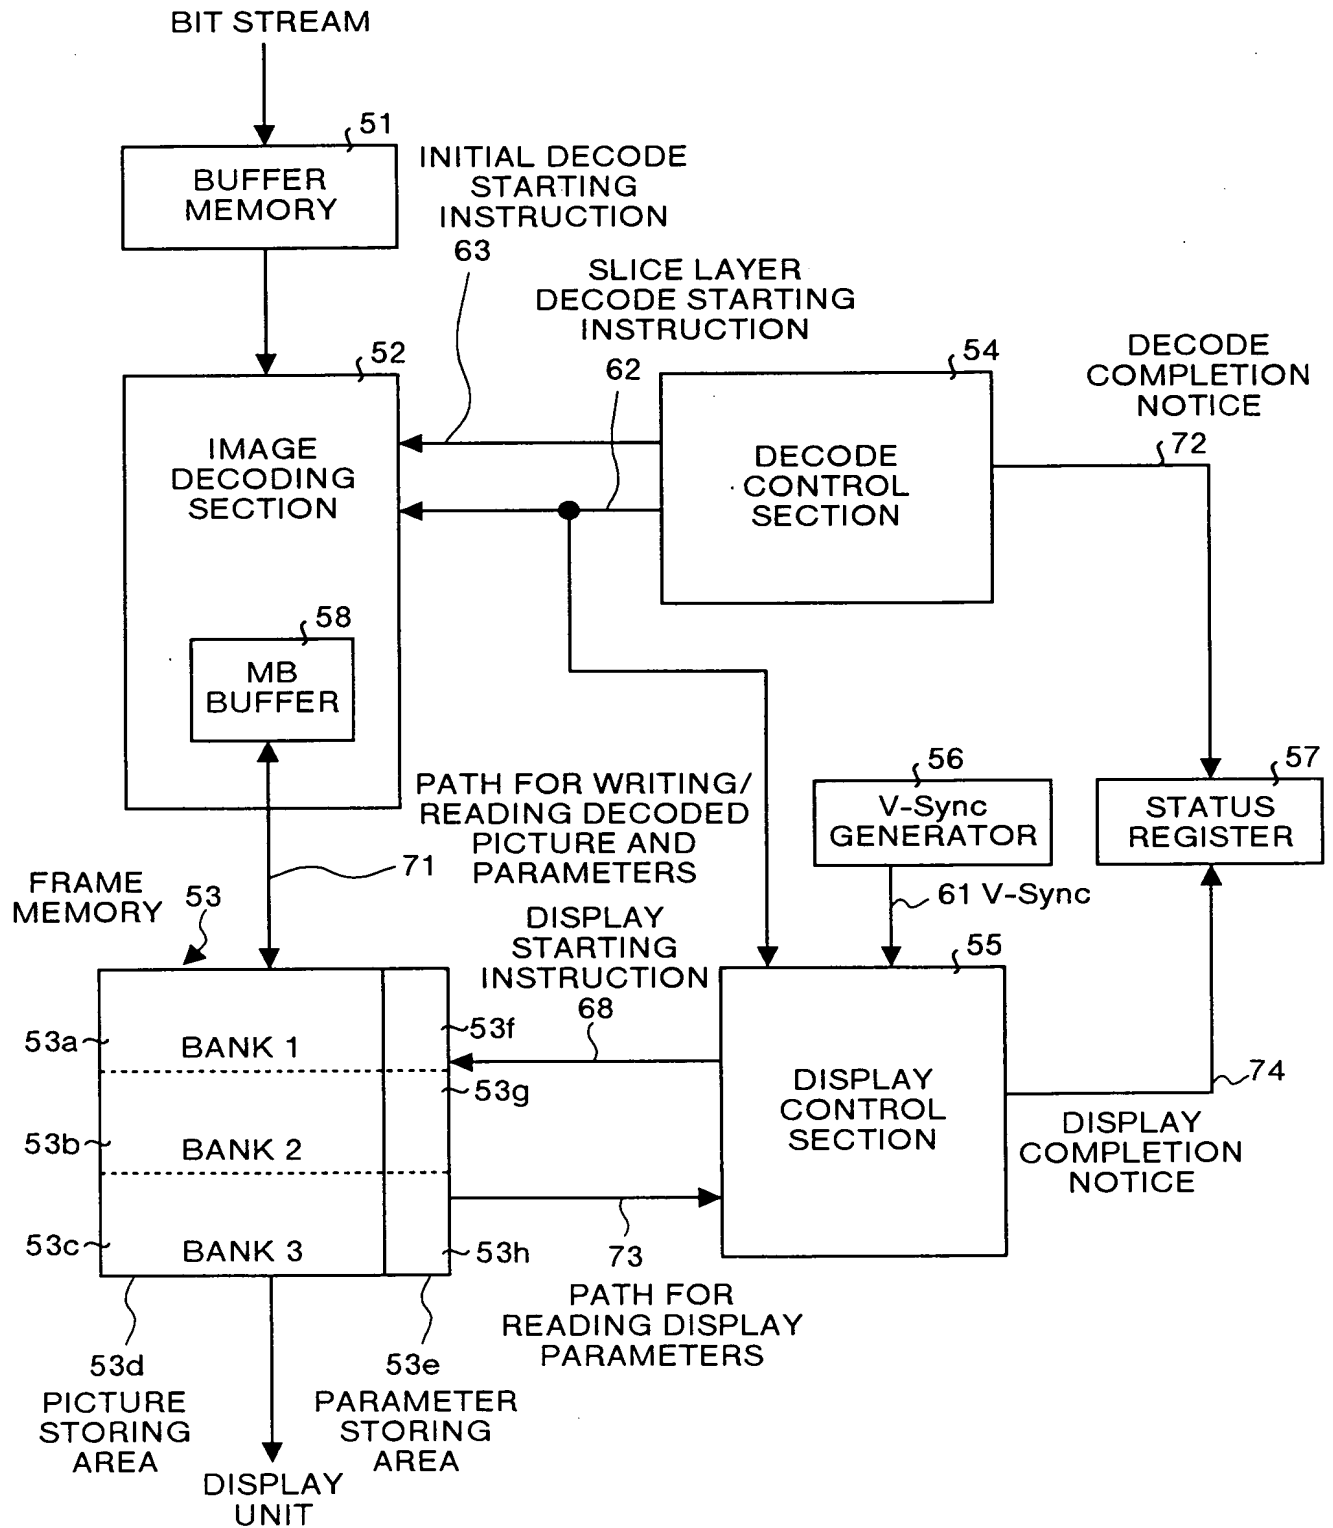 BIT STREAM
51
BUFFER
MEMORY
INITIAL DECODE
STARTING
INSTRUCTION
63
SLICE LAYER
DECODE STARTING
INSTRUCTION
62
52
IMAGE
DECODING
SECTION
54
DECODE
CONTROL
SECTION
DECODE
COMPLETION
NOTICE
72
58
MB
BUFFER
PATH FOR WRITING/
READING DECODED
PICTURE AND
PARAMETERS
71
56
V-Sync
GENERATOR
57
STATUS
REGISTER
61 V-Sync
FRAME
MEMORY
53
DISPLAY
STARTING
INSTRUCTION
68
55
DISPLAY
CONTROL
SECTION
53a
BANK 1
53f
53g
53b
BANK 2
53c
BANK 3
53h
74
DISPLAY
COMPLETION
NOTICE
73
PATH FOR
READING DISPLAY
PARAMETERS
53d
PICTURE
STORING
AREA
53e
PARAMETER
STORING
AREA
DISPLAY
UNIT